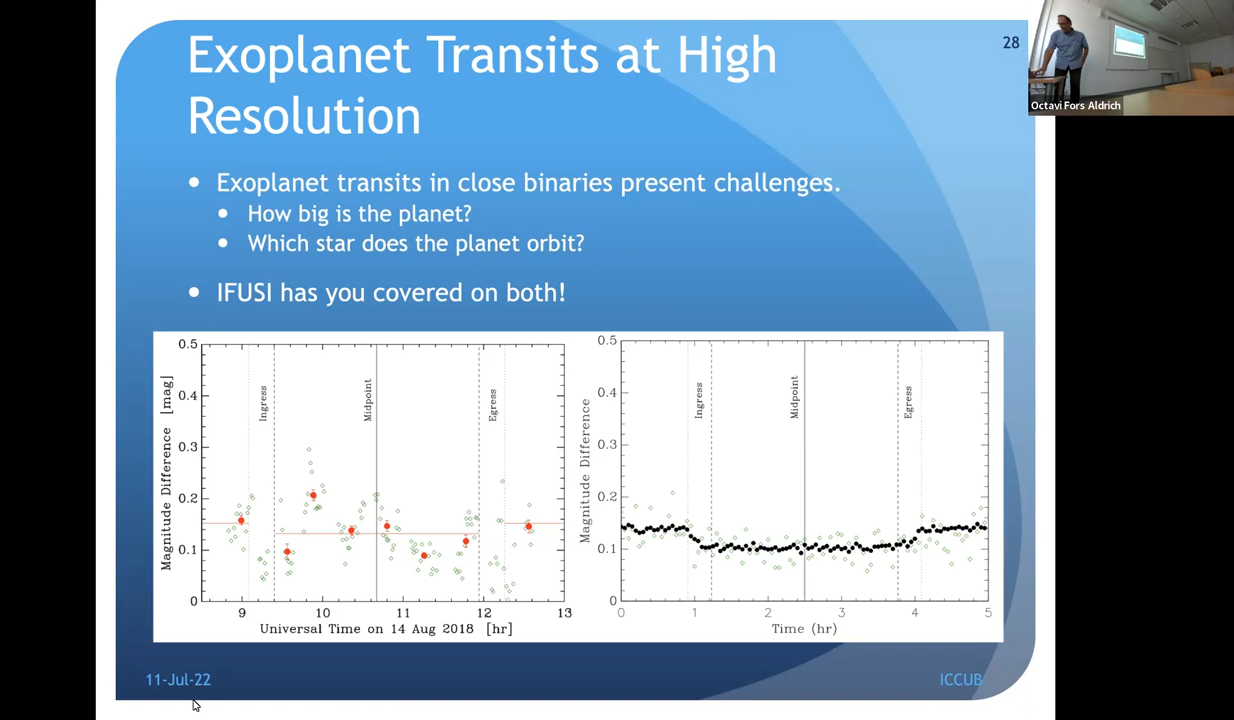 Exoplanet Transits at High
Resolution
28
Octavi Fors Aldrich
Exoplanet transits in close binaries present challenges.
How big is the planet?
Which star does the planet orbit?
IFUSI has you covered on both!
Magnitude Difference [mag]
0.5
0.4
0.3
0.2
0.1
0
Ingress
Midpoint
Egress
9 10 11 12 13
Universal Time on 14 Aug 2018 [hr]
Magnitude Difference
0.5
0.4
0.3
0.2
0.1
0
Ingress
Midpoint
Egress
0 1 2 3 4 5
Time (hr)
11-Jul-22
ICCUB